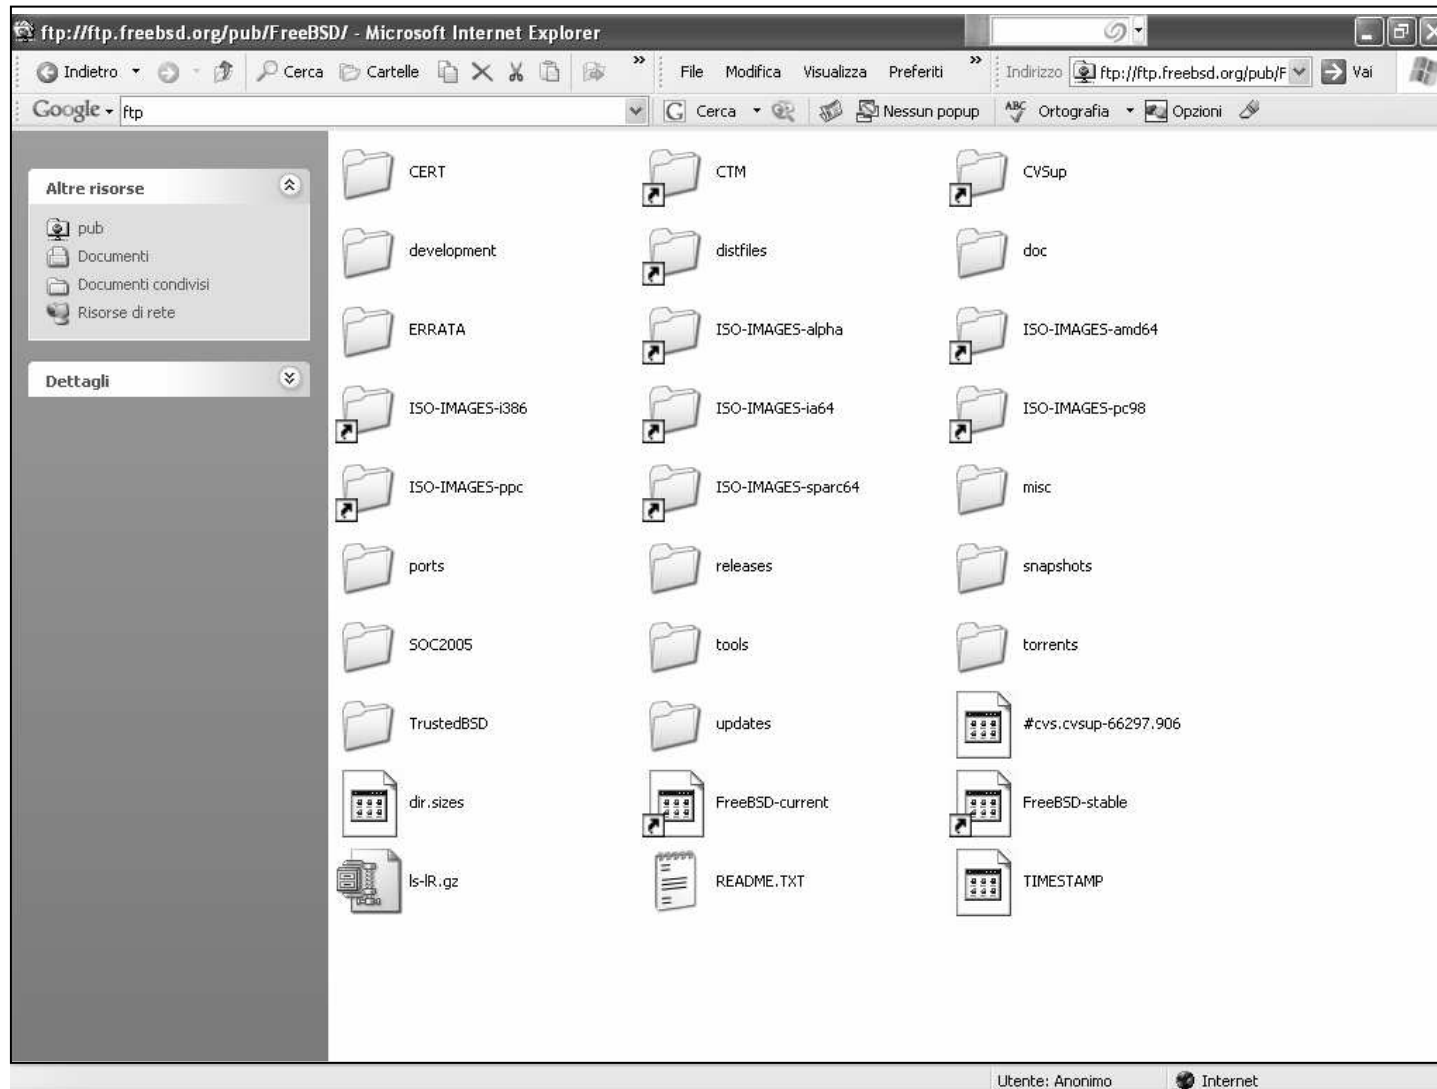 ftp://ftp.freebsd.org/pub/FreeBSD/ - Microsoft Internet Explorer
Indietro Cerca Cartelle » File Modifica Visualizza Preferiti » Indirizzo ftp://ftp.freebsd.org/pub/F Vai
Google ftp G Cerca Nessun popup ABC Ortografia Opzioni
Altre risorse
pub
Documenti
Documenti condivisi
Risorse di rete
Dettagli
CERT CTM CVSup
development distfiles doc
ERRATA ISO-IMAGES-alpha ISO-IMAGES-amd64
ISO-IMAGES-i386 ISO-IMAGES-ia64 ISO-IMAGES-pc98
ISO-IMAGES-ppc ISO-IMAGES-sparc64 misc
ports releases snapshots
SOC2005 tools torrents
TrustedBSD updates #cvs.cvsup-66297.906
dir.sizes FreeBSD-current FreeBSD-stable
ls-lR.gz README.TXT TIMESTAMP
Utente: Anonimo Internet